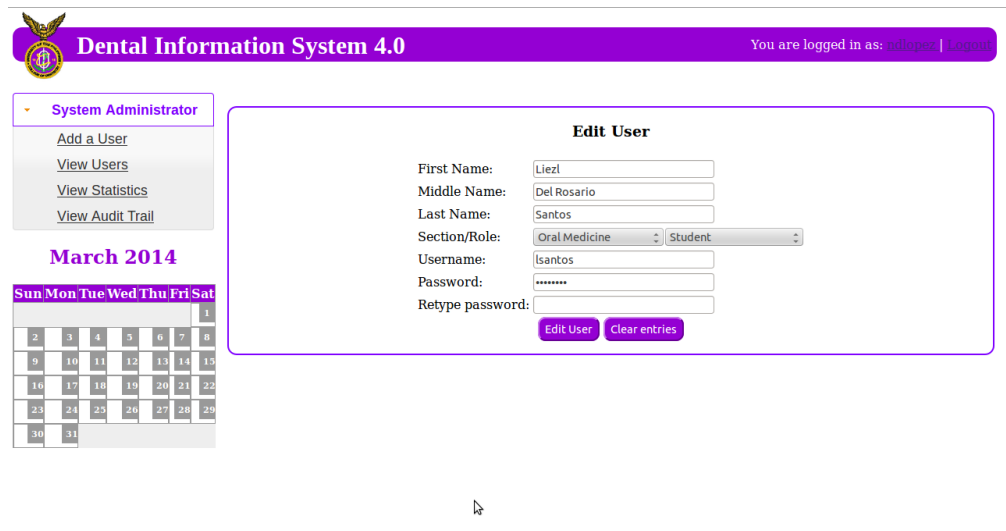 Dental Information System 4.0
You are logged in as: | Logout
System Administrator
Add a User
View Users
View Statistics
View Audit Trail
March 2014
Sun Mon Tue Wed Thu Fri Sat
1
2 3 4 5 6 7 8
9 10 11 12 13 14 15
16 17 18 19 20 21 22
23 24 25 26 27 28 29
30 31
Edit User
First Name: Liezl
Middle Name: Del Rosario
Last Name: Santos
Section/Role: Oral Medicine Student
Username: lsantos
Password: ••••••••
Retype password:
Edit User Clear entries